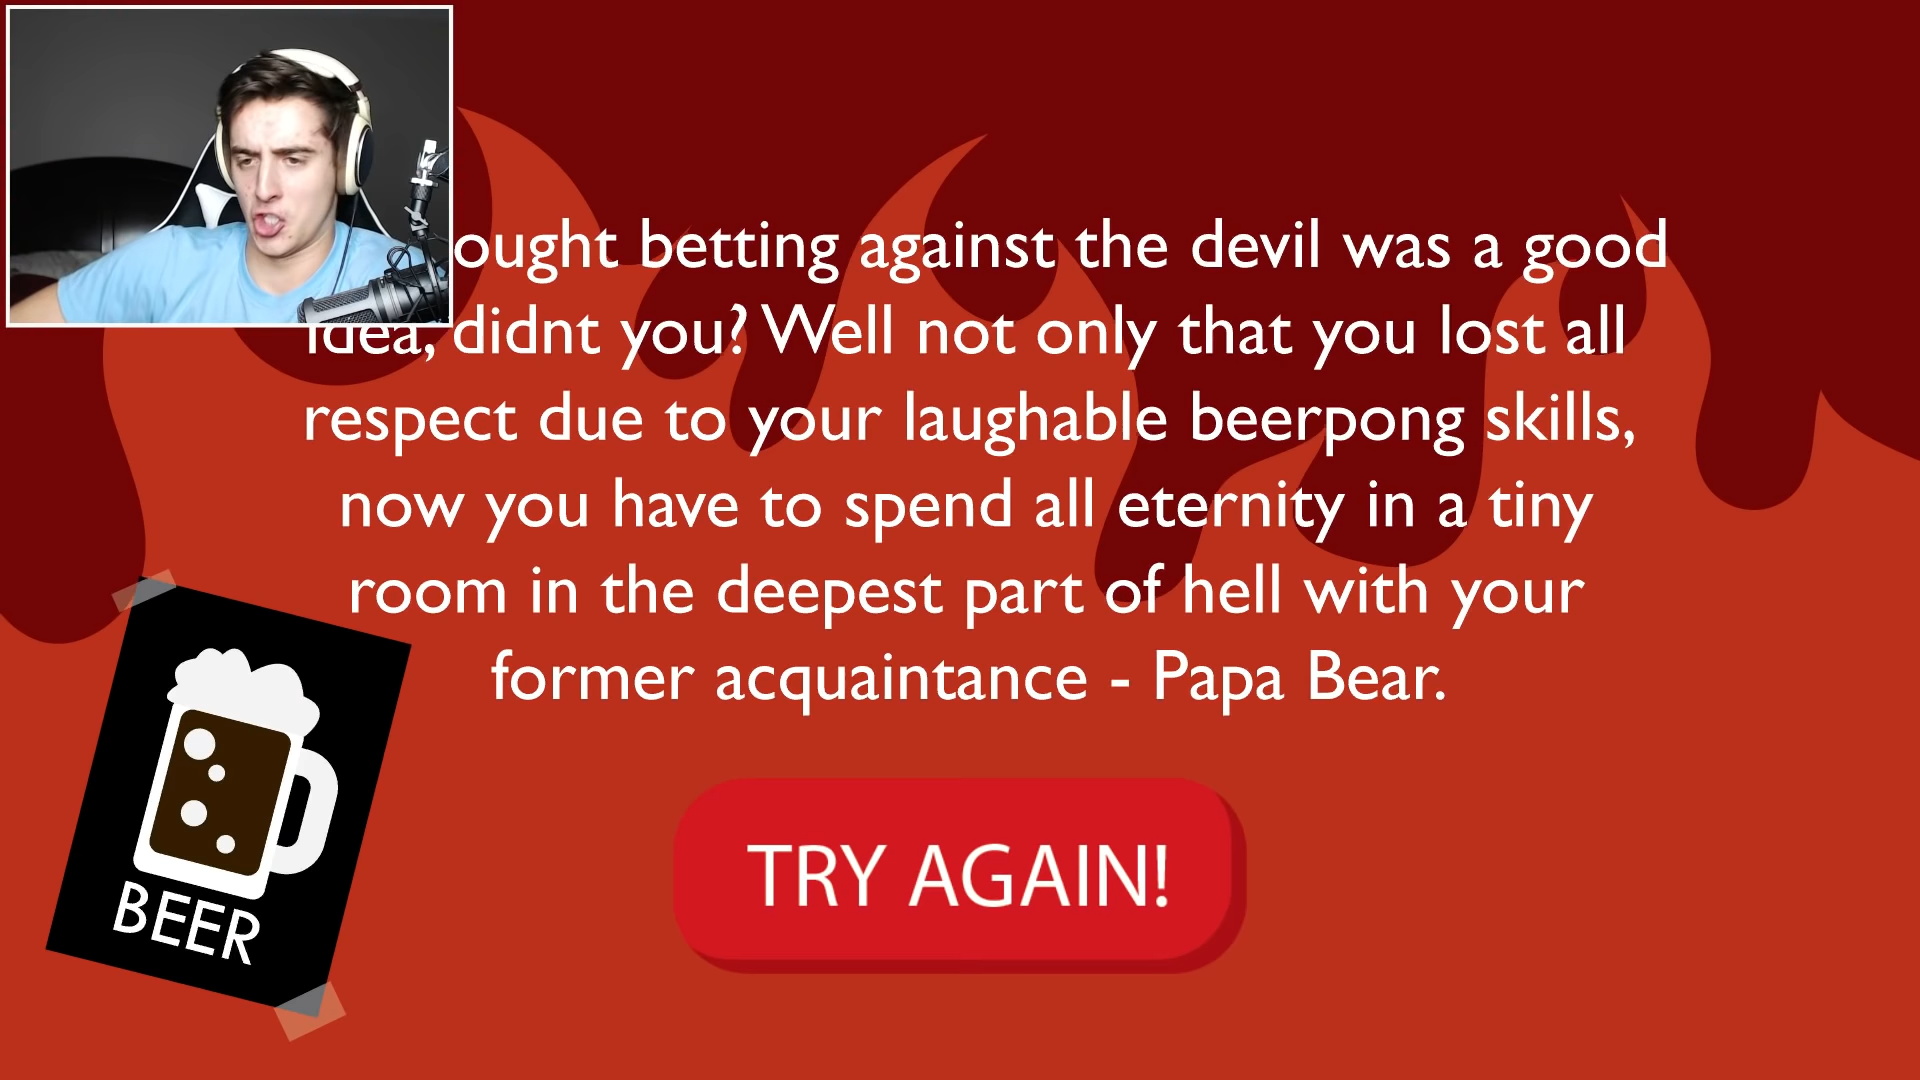 ought betting against the devil was a good
idea, didnt you? Well not only that you lost all
respect due to your laughable beerpong skills,
now you have to spend all eternity in a tiny
room in the deepest part of hell with your
former acquaintance - Papa Bear.
TRY AGAIN!
BEER